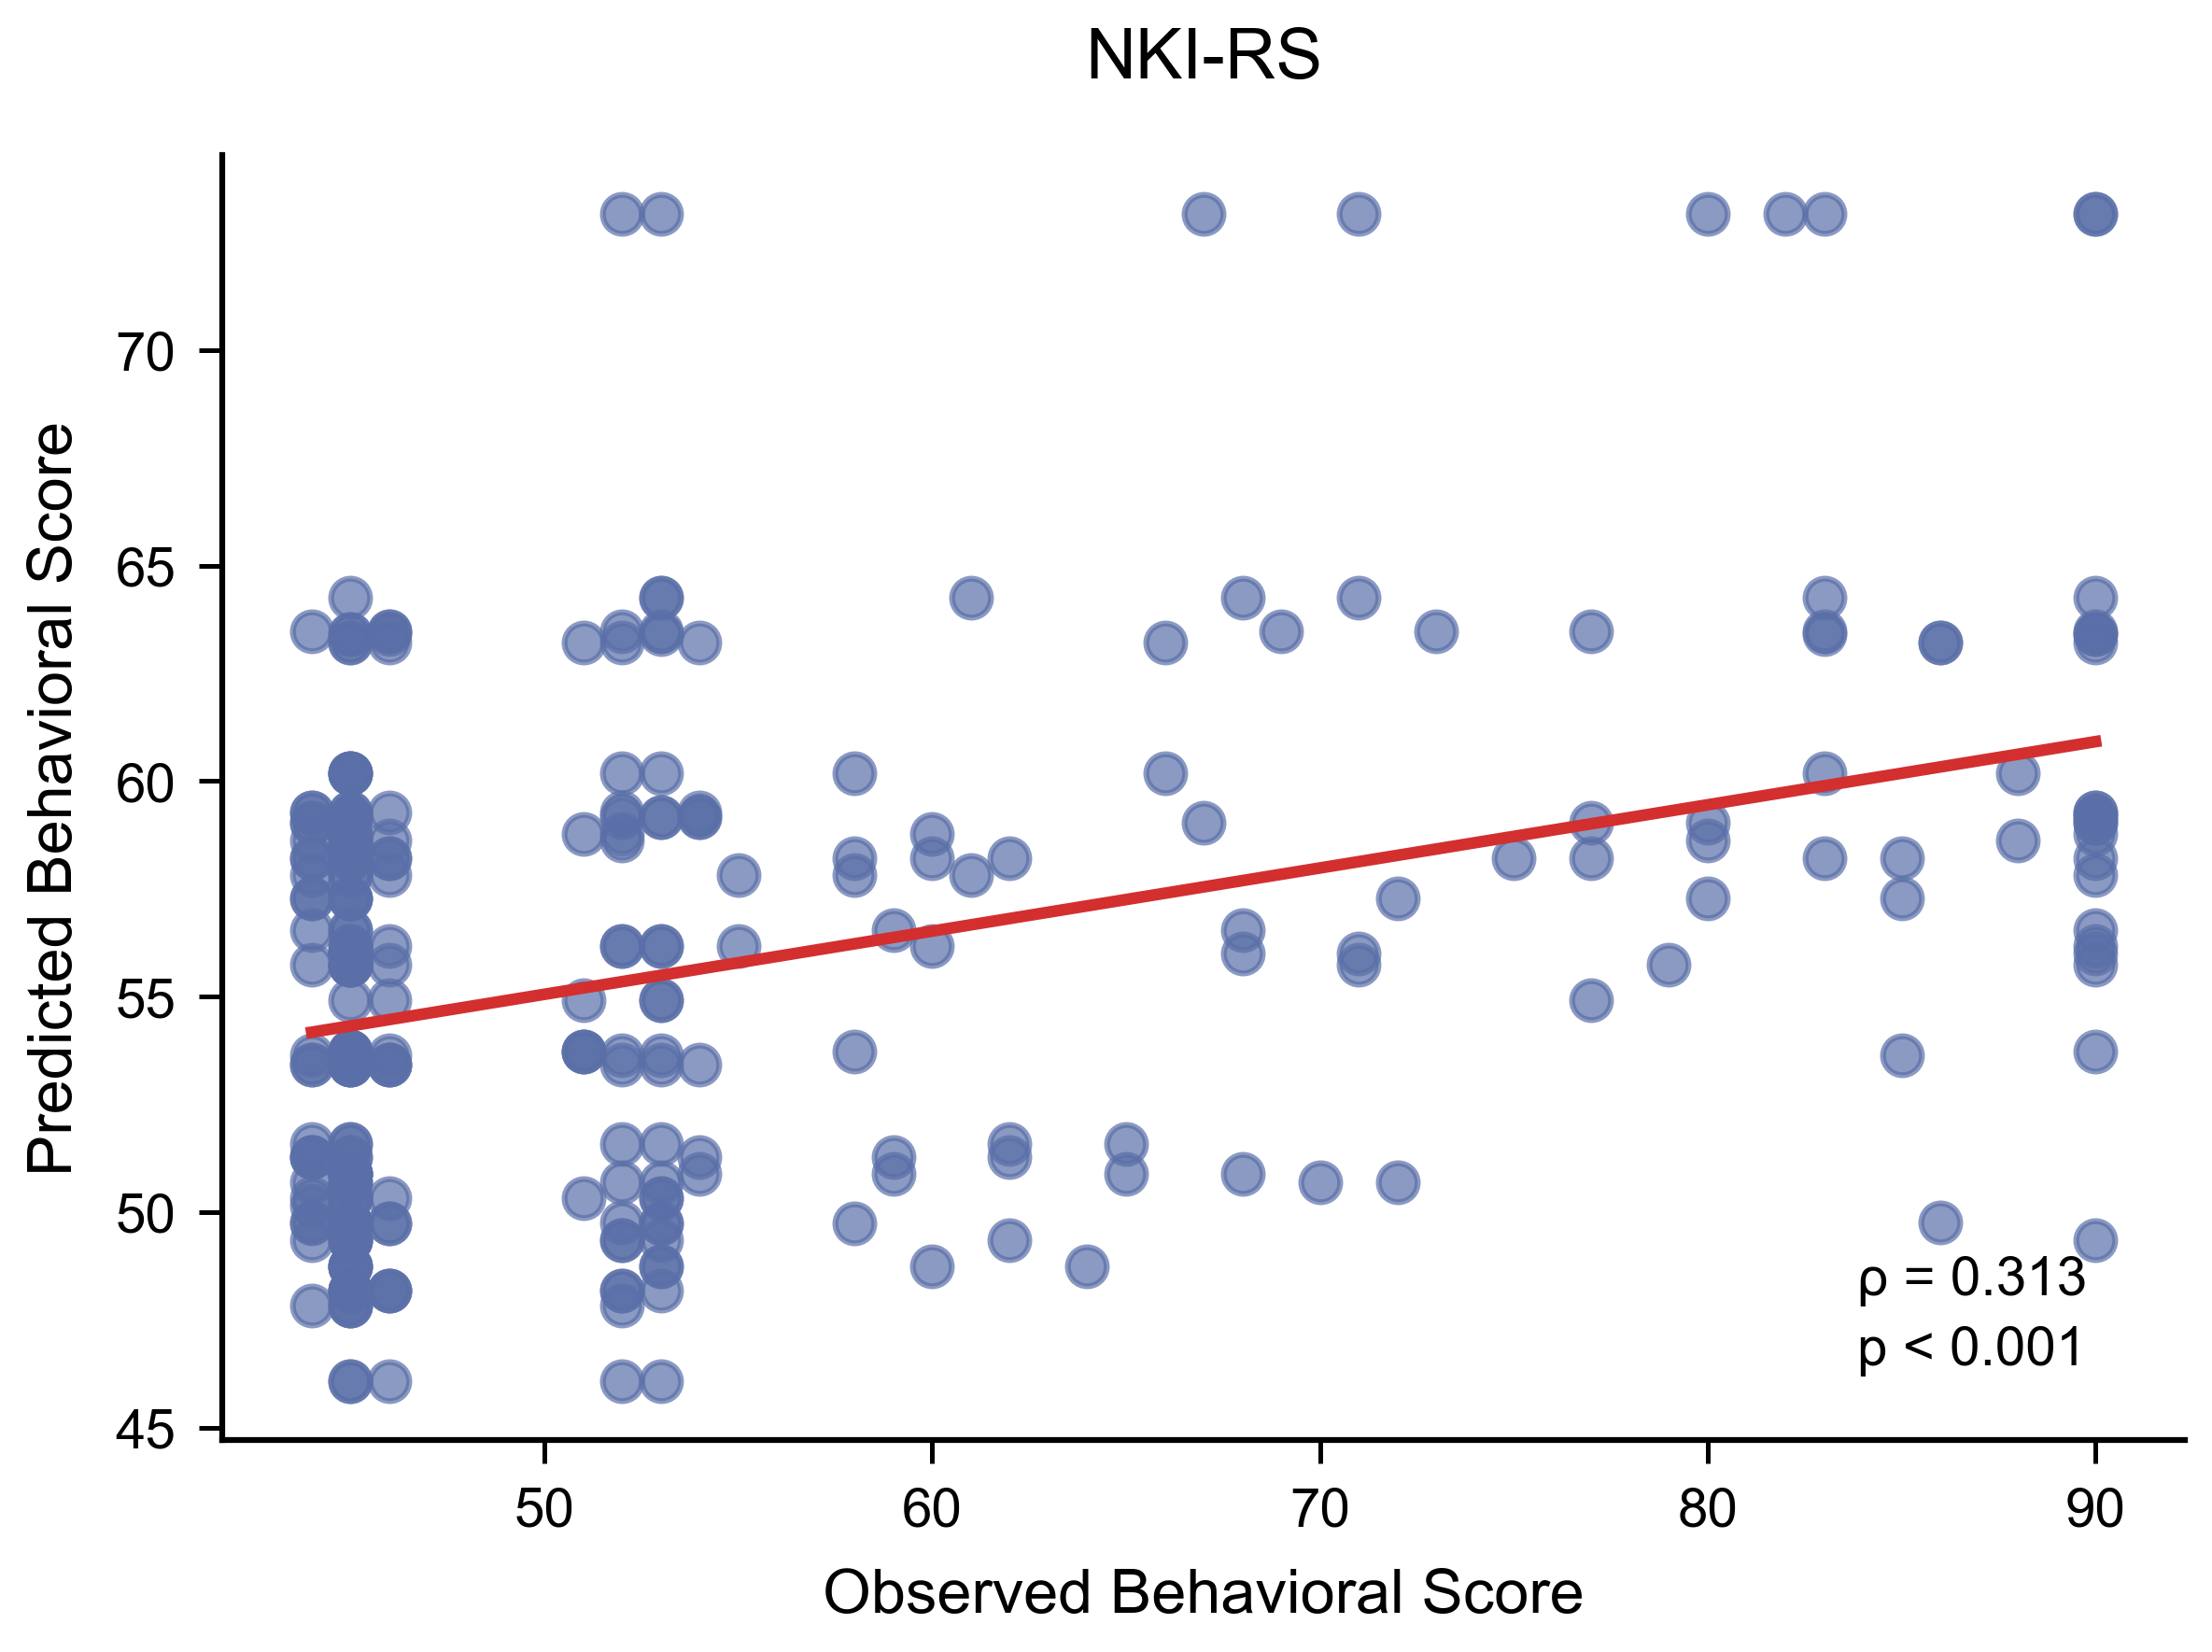 NKI-RS
Predicted Behavioral Score
70
65
60
55
50
45
ρ = 0.313
p < 0.001
50 60 70 80 90
Observed Behavioral Score